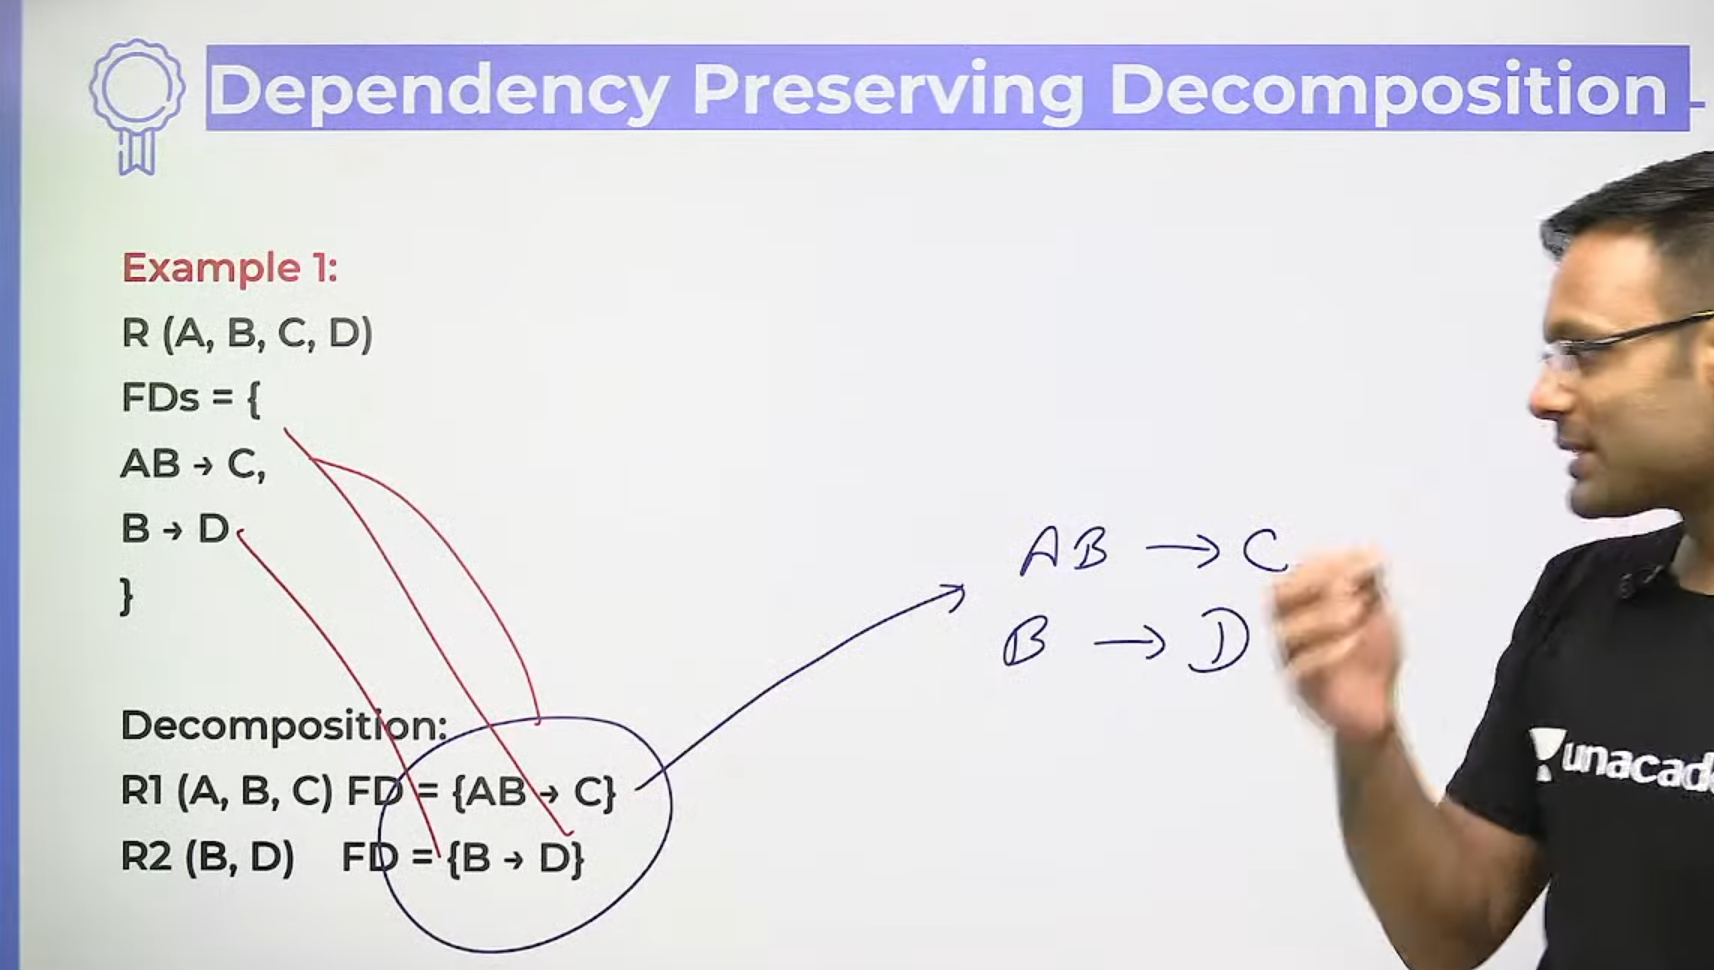 Dependency Preserving Decomposition -
Example 1:
R (A, B, C, D)
FDs = {
AB → C,
B → D
}
Decomposition:
R1 (A, B, C) FD = {AB → C}
R2 (B, D) FD = {B → D}
AB → C
B → D
unacad